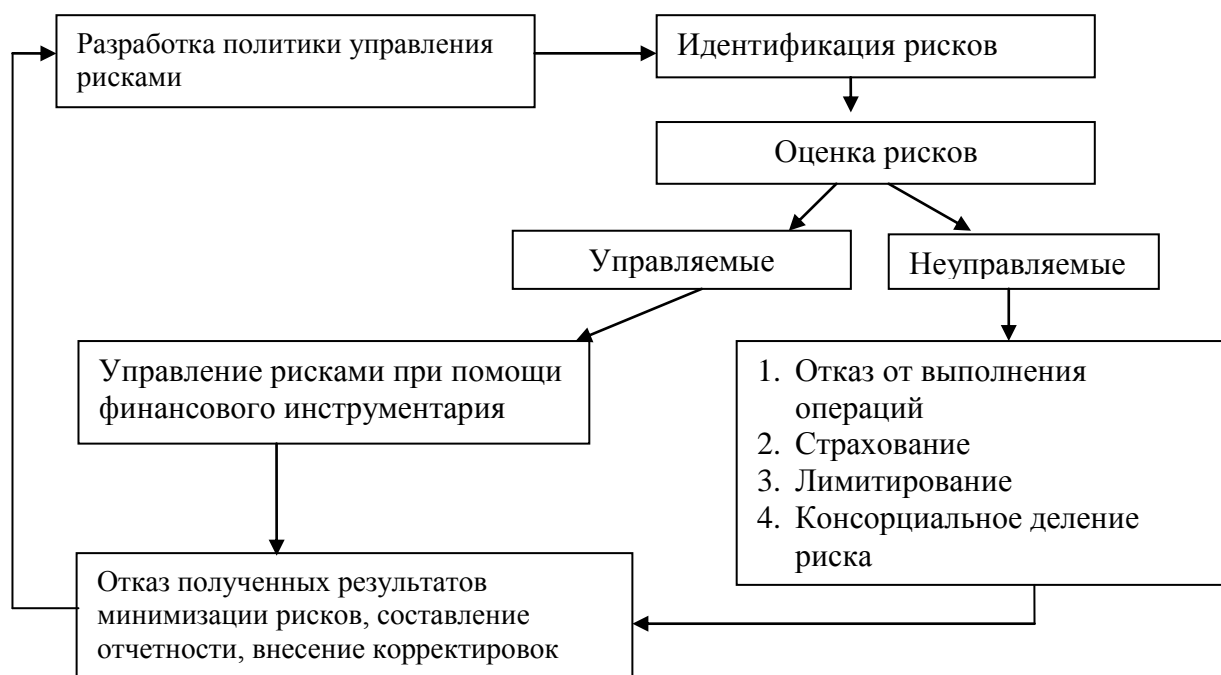 Разработка политики управления
рисками
Идентификация рисков
Оценка рисков
Управляемые
Неуправляемые
Управление рисками при помощи
финансового инструментария
1. Отказ от выполнения
операций
2. Страхование
3. Лимитирование
4. Консорциальное деление
риска
Отказ полученных результатов
минимизации рисков, составление
отчетности, внесение корректировок